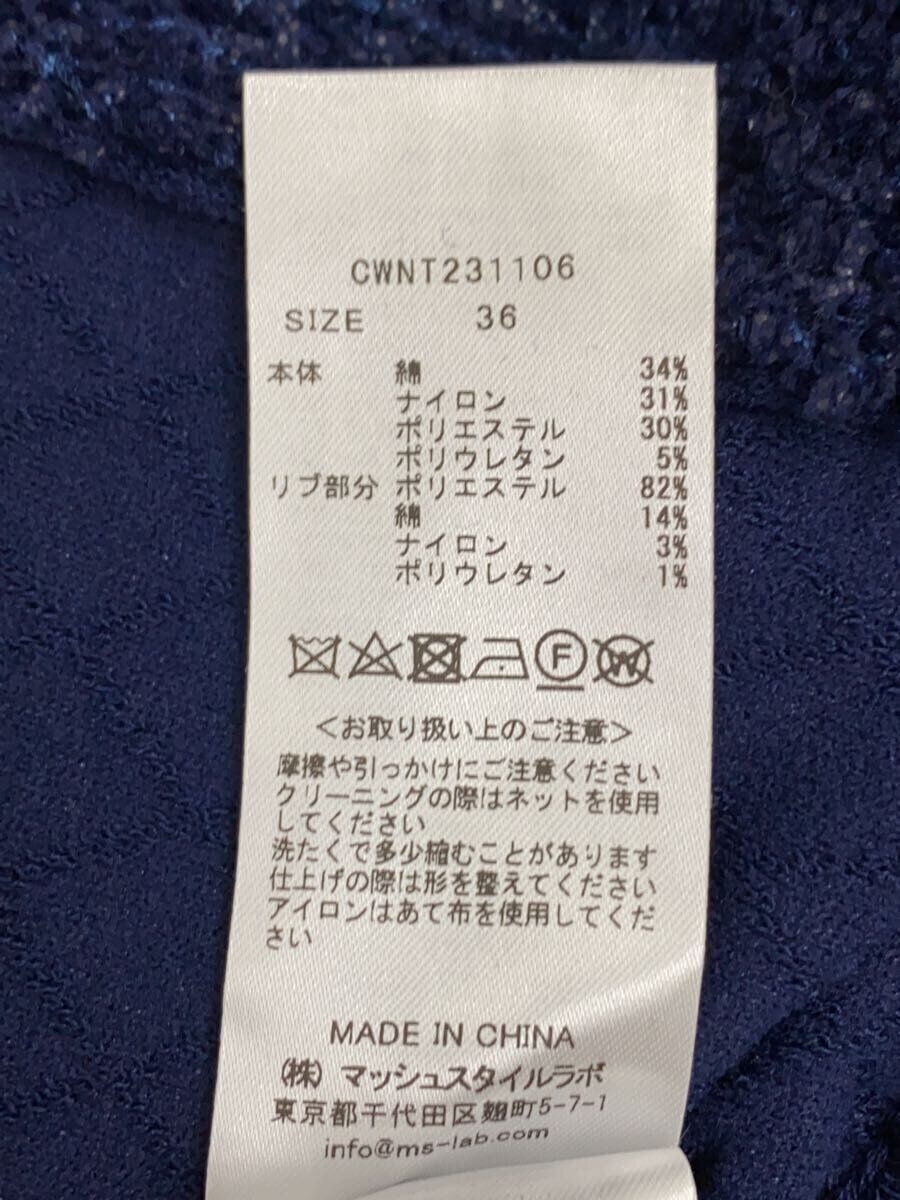 CWNT231106
SIZE 36
本体 綿 34%
ナイロン 31%
ポリエステル 30%
ポリウレタン 5%
リブ部分 ポリエステル 82%
綿 14%
ナイロン 3%
ポリウレタン 1%
F W
<お取り扱い上のご注意>
摩擦や引っかけにご注意ください
クリーニングの際はネットを使用
してください
洗たくで多少縮むことがあります
仕上げの際は形を整えてください
アイロンはあて布を使用してくだ
さい
MADE IN CHINA
(株) マッシュスタイルラボ
東京都千代田区麹町5-7-1
info@ms-lab.com